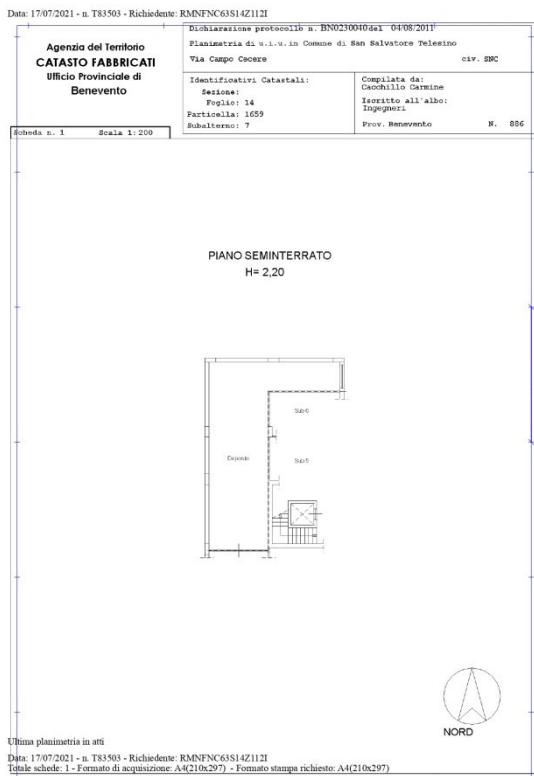 Data: 17/07/2021 - n. T83503 - Richiedente: RMNFNC63S14Z112I
Agenzia del Territorio
CATASTO FABBRICATI
Ufficio Provinciale di
Benevento
Dichiarazione protocollo n. BN0230040 del 04/08/2011
Planimetria di u.i.u. in Comune di San Salvatore Telesino
Via Campo Cecere civ. SNC
Identificativi Catastali:
Sezione:
Foglio: 14
Particella: 1659
Subalterno: 7
Compilata da:
Cacchillo Carmine
Iscritto all'albo:
Ingegneri
Prov. Benevento N. 886
Scheda n. 1 Scala 1:200
PIANO SEMINTERRATO
H= 2,20
Sub 6
Deposito
Sub 5
NORD
Ultima planimetria in atti
Data: 17/07/2021 - n. T83503 - Richiedente: RMNFNC63S14Z112I
Totale schede: 1 - Formato di acquisizione: A4(210x297) - Formato stampa richiesto: A4(210x297)